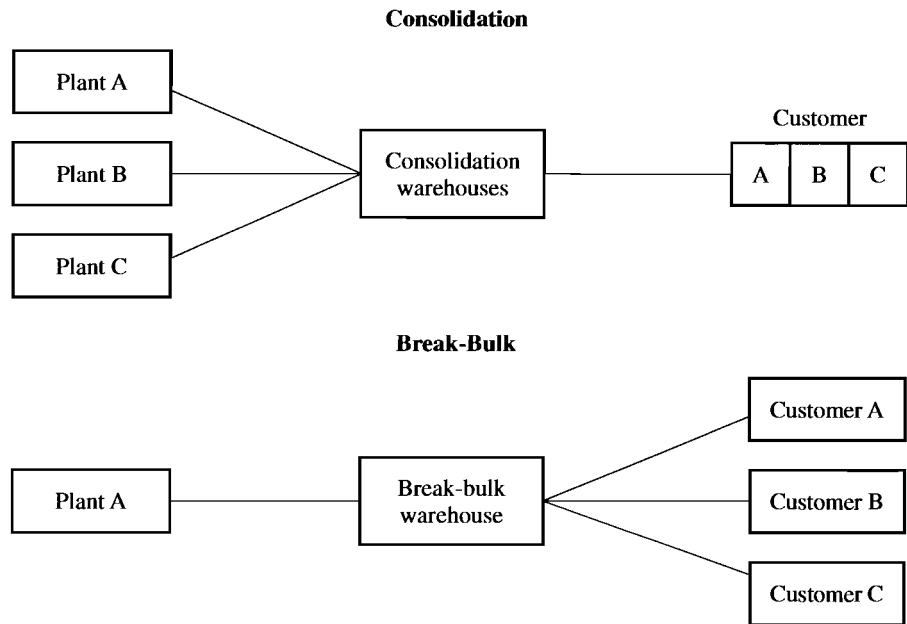 Consolidation
Plant A
Plant B
Plant C
Consolidation
warehouses
Customer
A B C
Break-Bulk
Plant A
Break-bulk
warehouse
Customer A
Customer B
Customer C